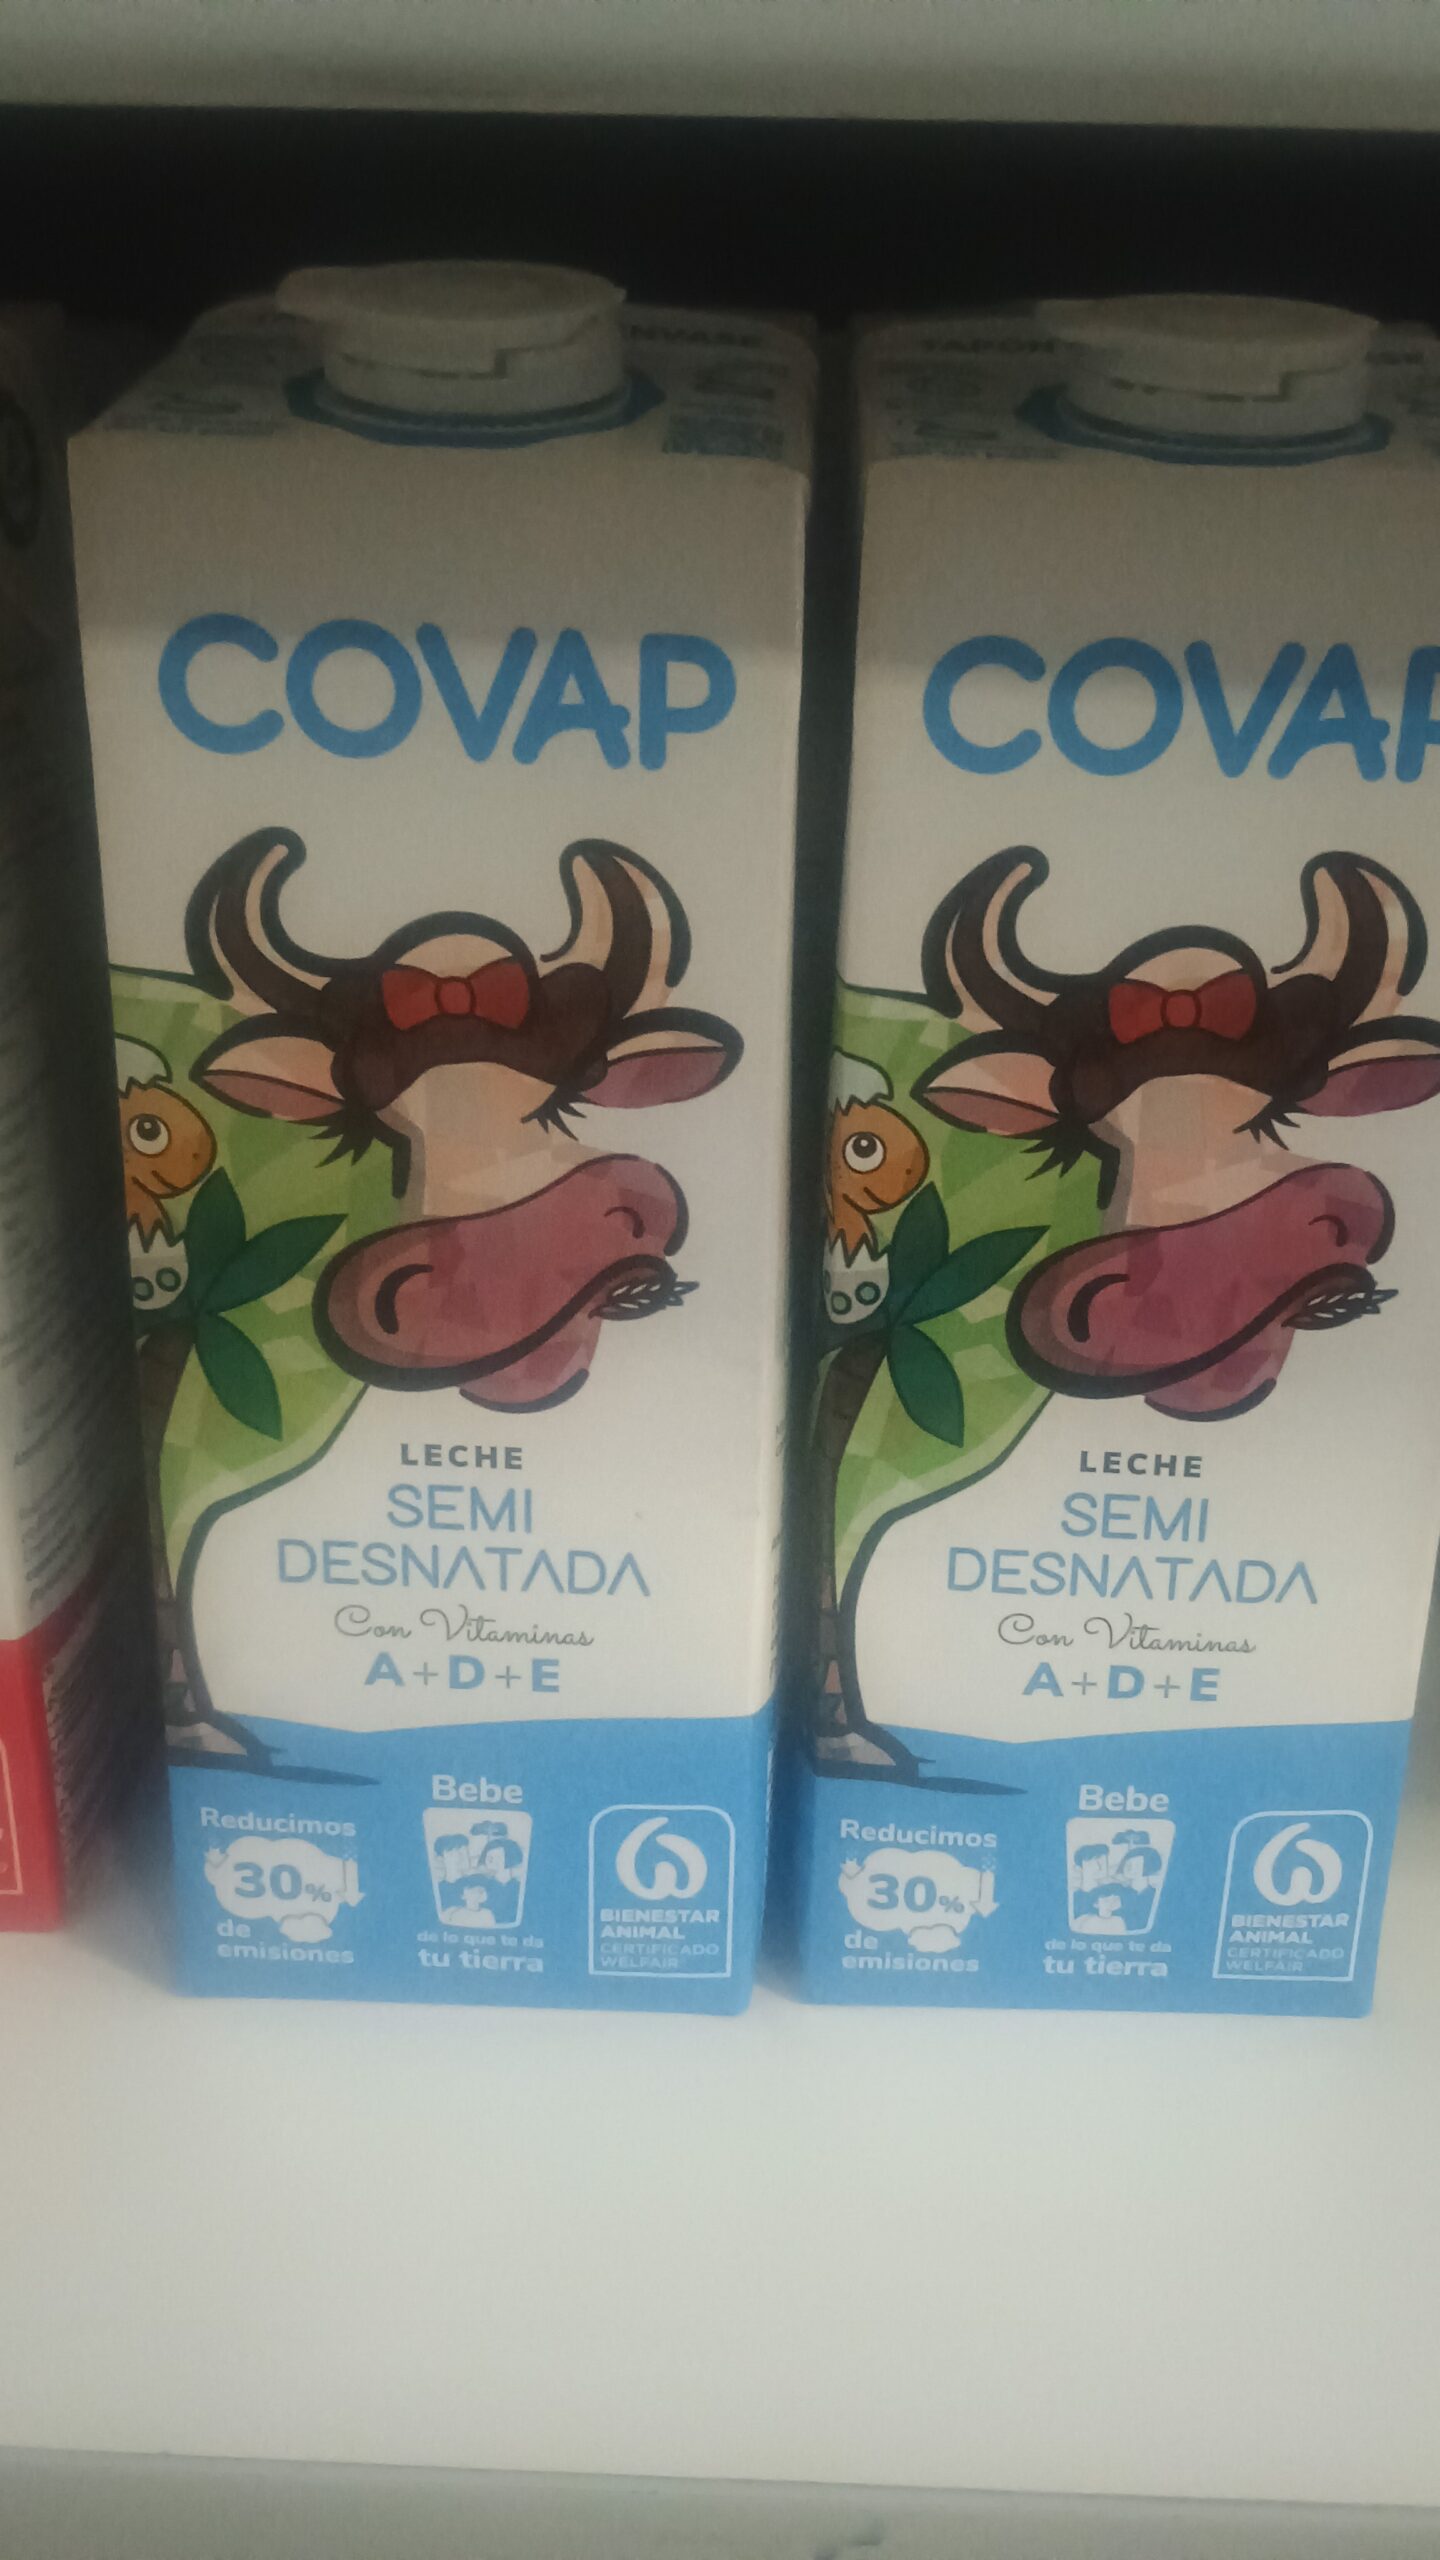 COVAP
LECHE
SEMI
DESNATADA
Con Vitaminas
A+D+E
Reducimos
30%
de
emisiones
Bebe
de lo que te da
tu tierra
BIENESTAR
ANIMAL
CERTIFICADO
WELFAIR
TAPÓN
COVAP
LECHE
SEMI
DESNATADA
Con Vitaminas
A+D+E
Reducimos
30%
de
emisiones
Bebe
de lo que te da
tu tierra
BIENESTAR
ANIMAL
CERTIFICADO
WELFAIR